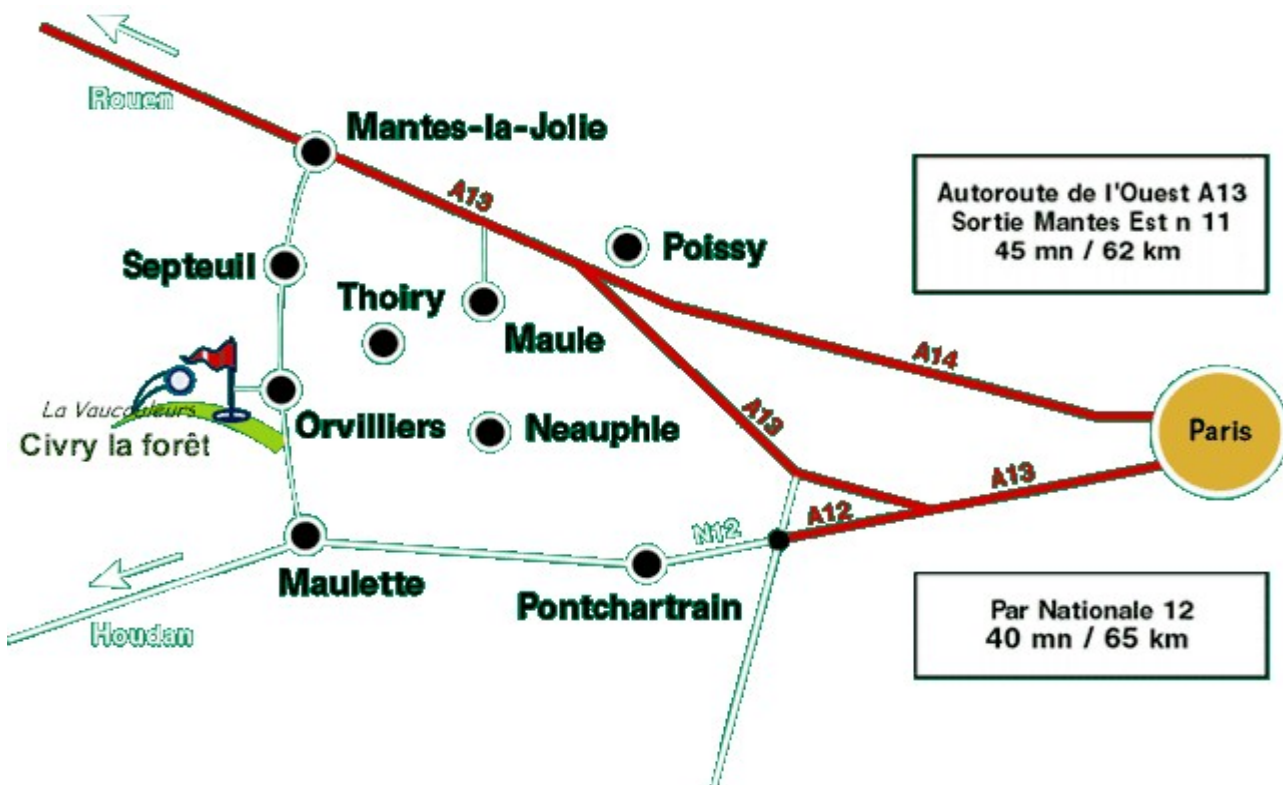 Rouen
Mantes-la-Jolie
A13
Autoroute de l'Ouest A13
Sortie Mantes Est n 11
45 mn / 62 km
Poissy
Septeuil
Thoiry
Maule
A14
La Vaucouleurs
Civry la forêt
Orvilliers
Neauphle
A13
Paris
A13
A12
N12
Maulette
Pontchartrain
Houdan
Par Nationale 12
40 mn / 65 km